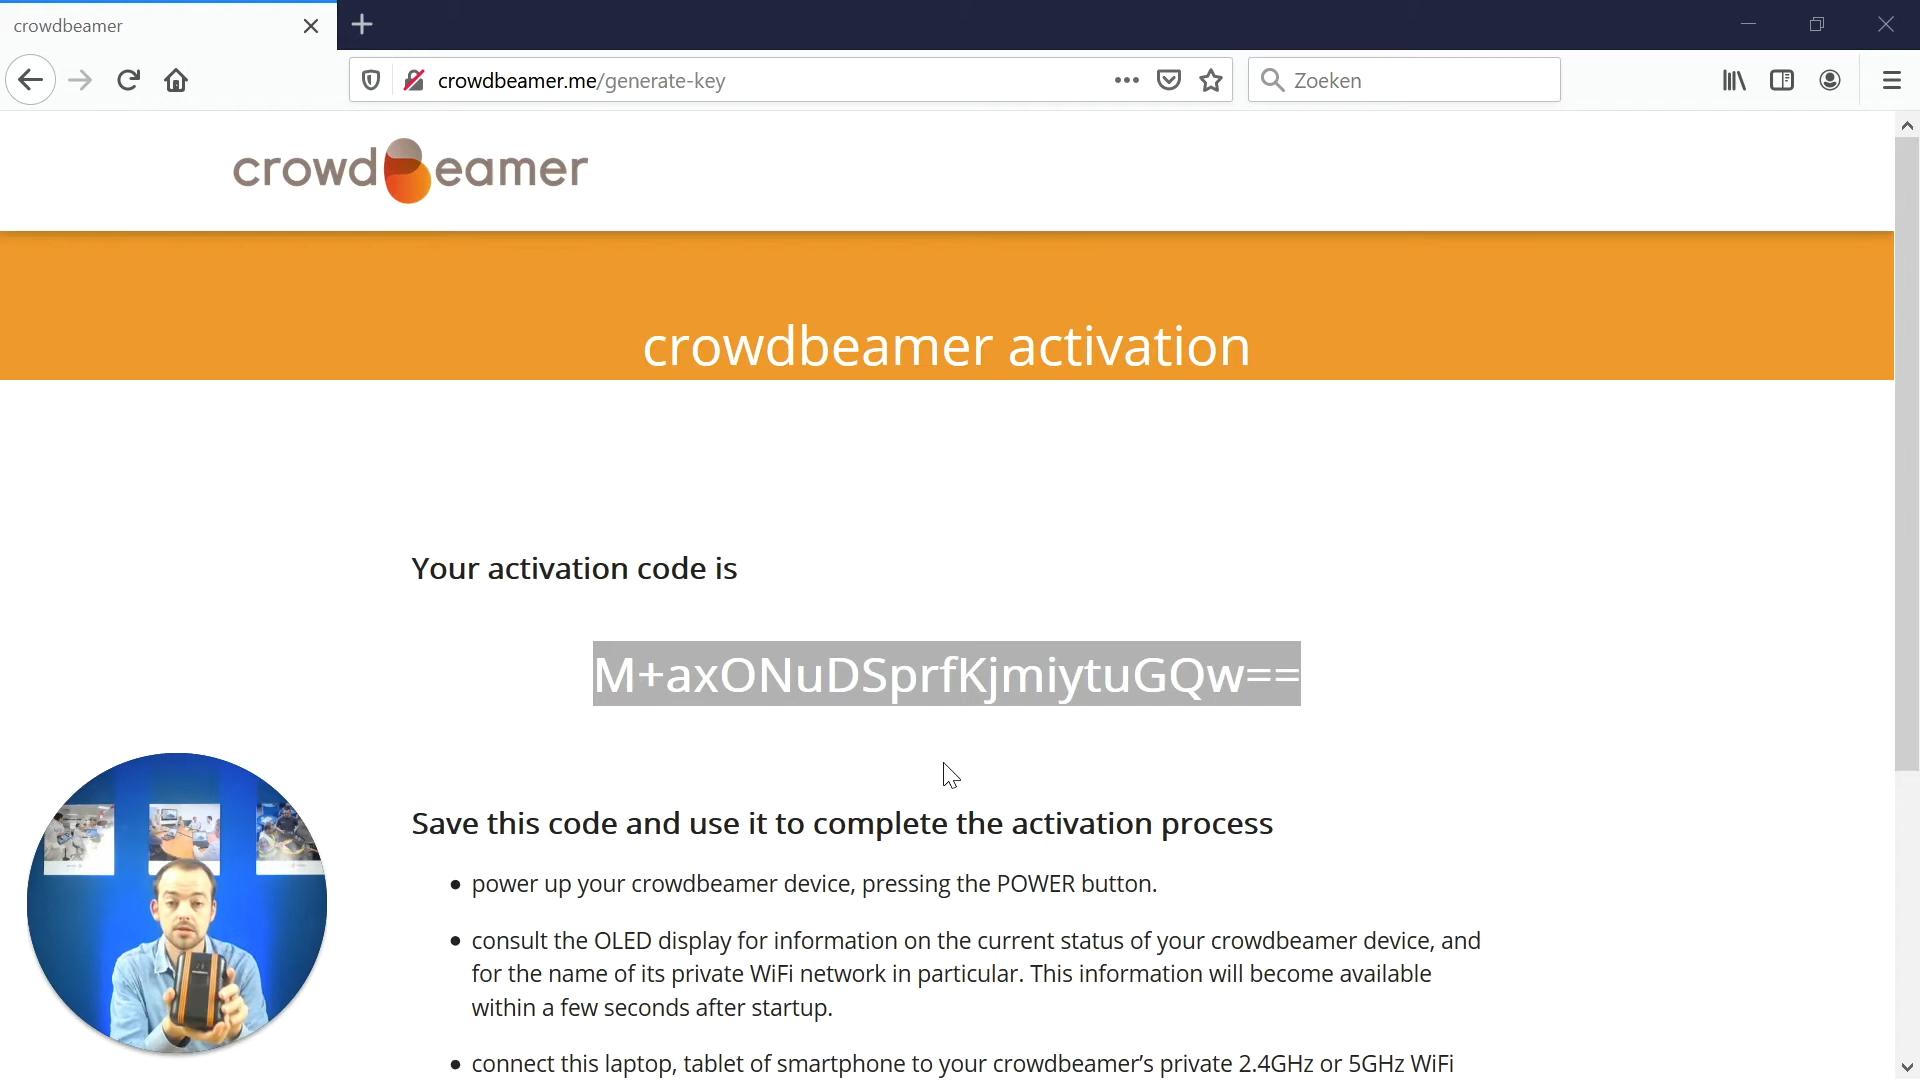 crowdbeamer
crowdbeamer.me/generate-key
Zoeken
crowdBeamer
crowdbeamer activation
Your activation code is
M+axONuDSprfKjmiytuGQw==
Save this code and use it to complete the activation process
power up your crowdbeamer device, pressing the POWER button.
consult the OLED display for information on the current status of your crowdbeamer device, and
for the name of its private WiFi network in particular. This information will become available
within a few seconds after startup.
connect this laptop, tablet of smartphone to your crowdbeamer’s private 2.4GHz or 5GHz WiFi